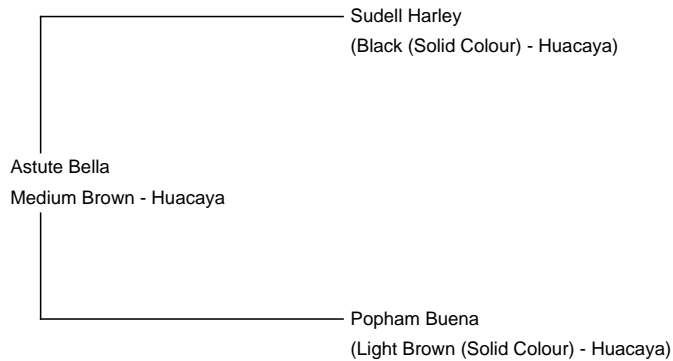 Sudell Harley
(Black (Solid Colour) - Huacaya)
Astute Bella
Medium Brown - Huacaya
Popham Buena
(Light Brown (Solid Colour) - Huacaya)